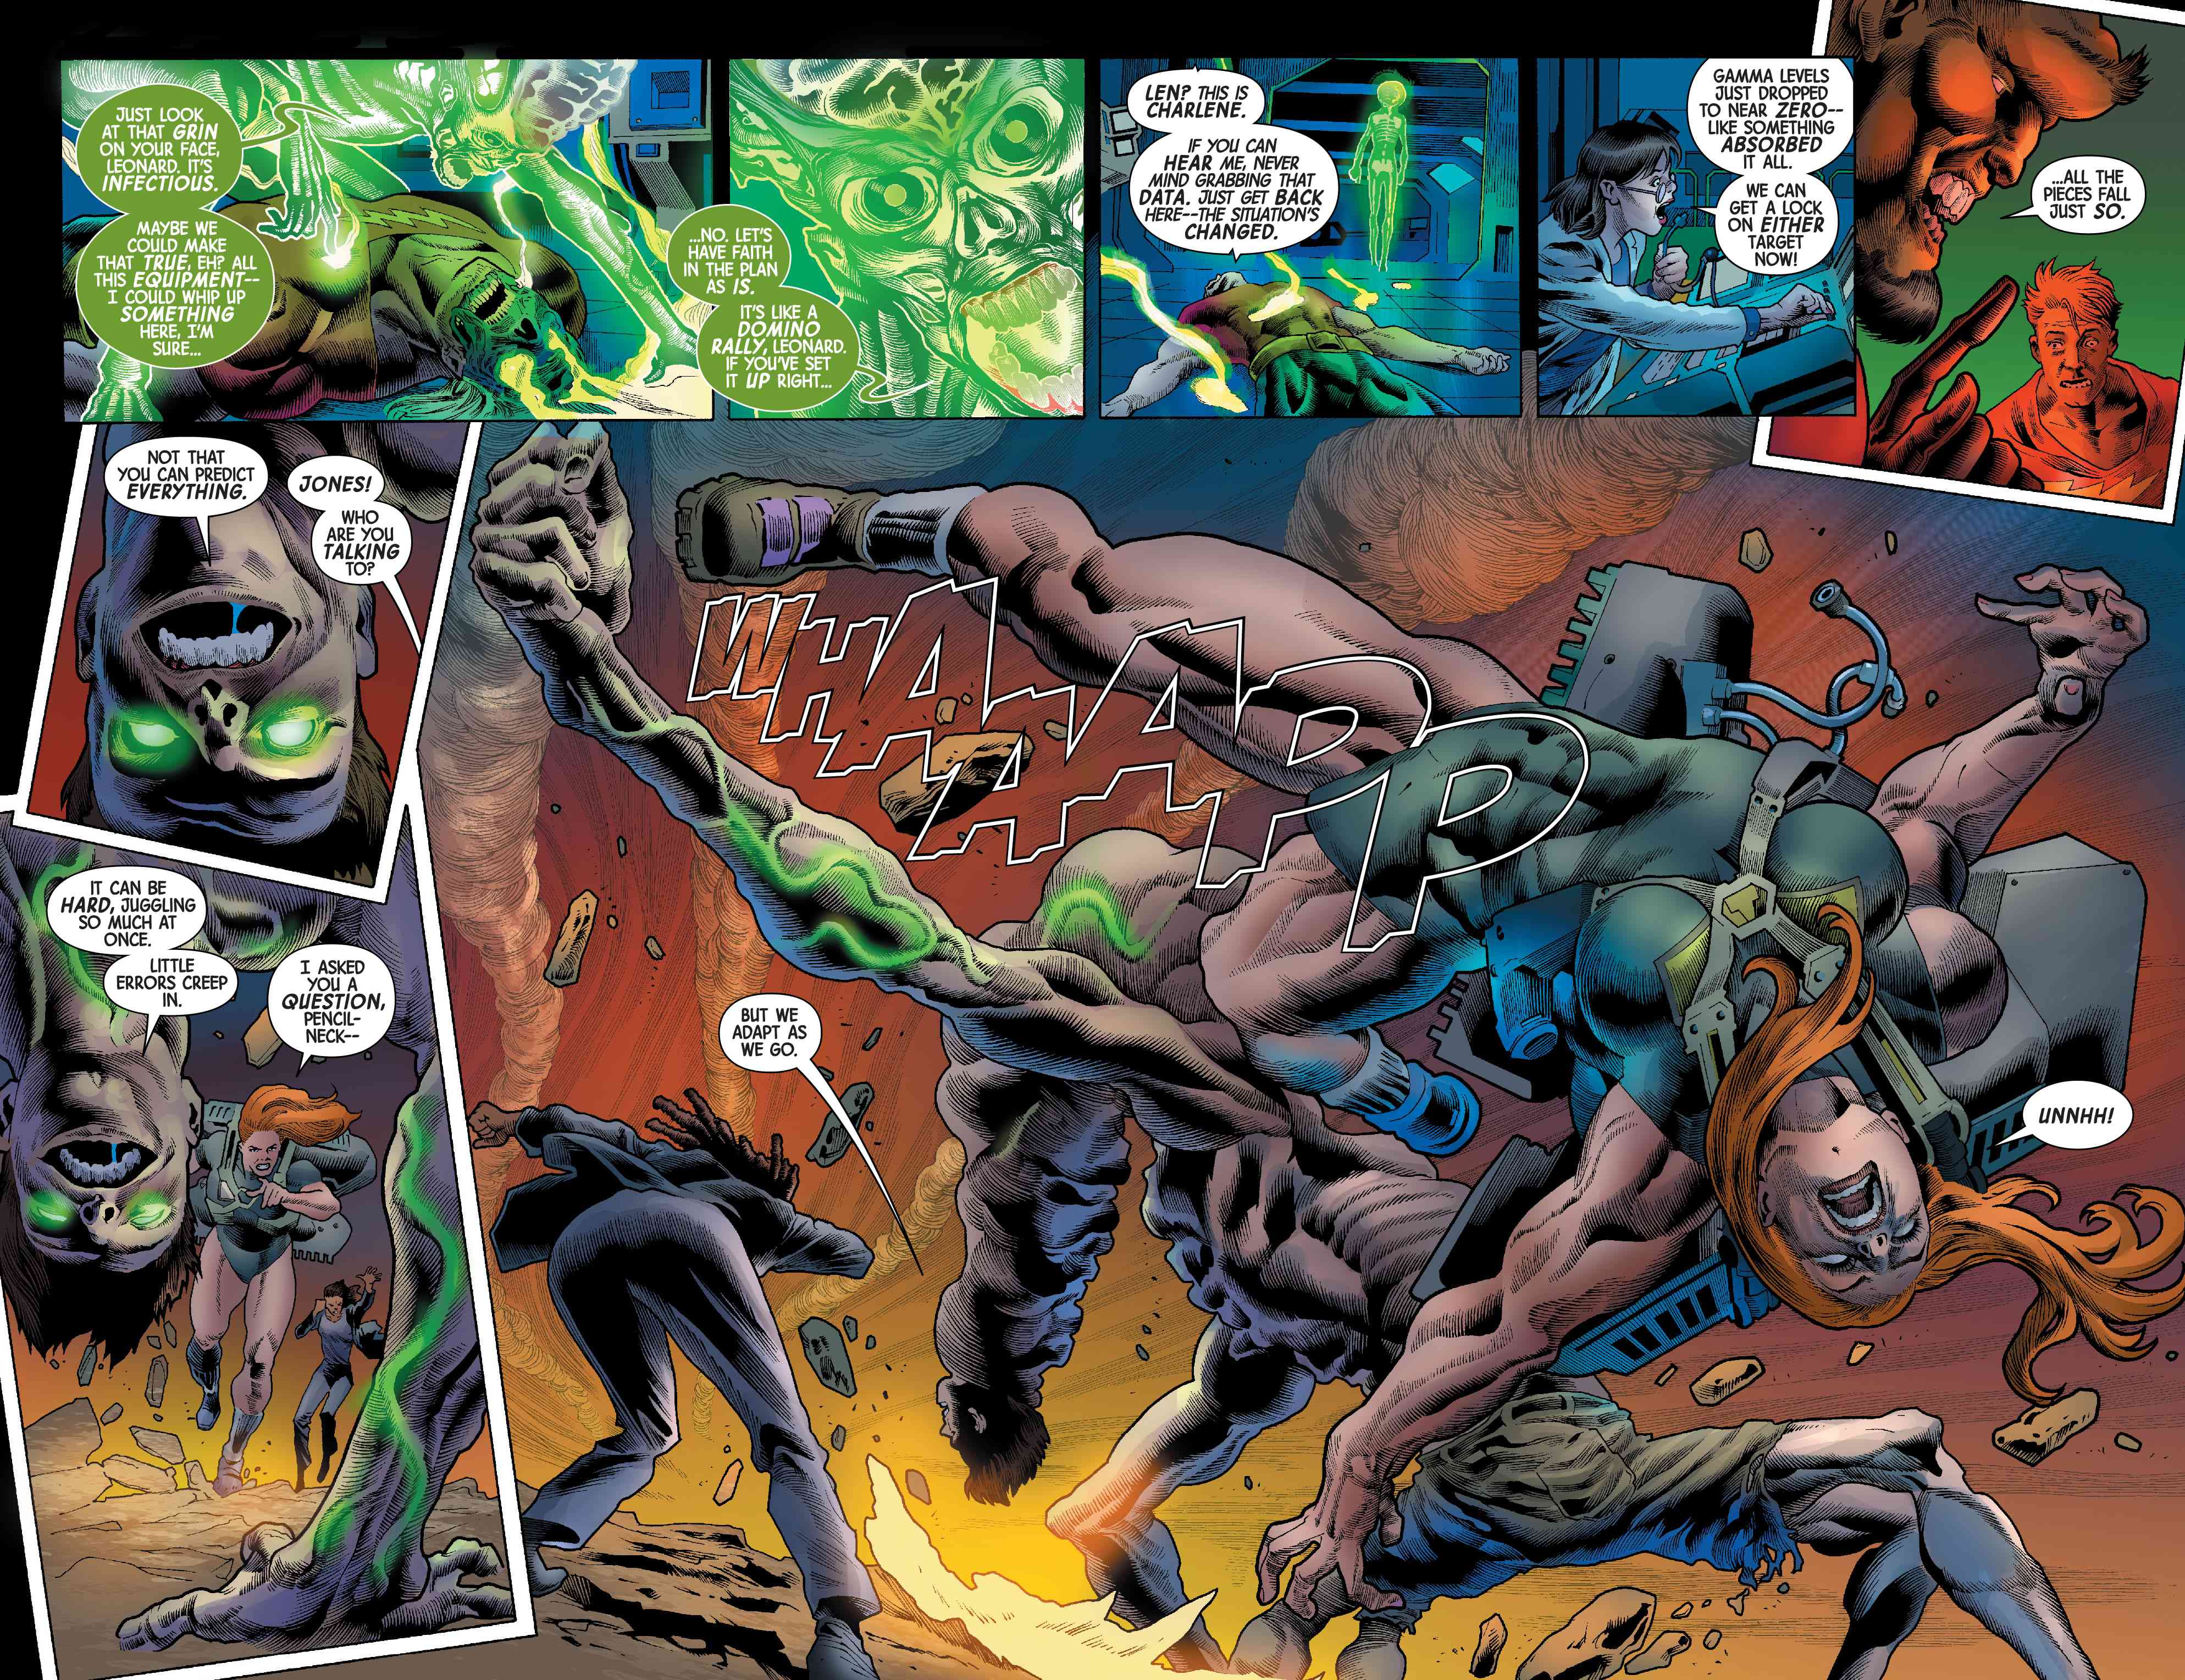 JUST LOOK
AT THAT GRIN
ON YOUR FACE,
LEONARD. IT'S
INFECTIOUS.
MAYBE WE
COULD MAKE
THAT TRUE, EH? ALL
THIS EQUIPMENT--
I COULD WHIP UP
SOMETHING
HERE, I'M
SURE...
...NO. LET'S
HAVE FAITH
IN THE PLAN
AS IS.
IT'S LIKE A
DOMINO
RALLY, LEONARD.
IF YOU'VE SET
IT UP RIGHT...
LEN? THIS IS
CHARLENE.
IF YOU CAN
HEAR ME, NEVER
MIND GRABBING THAT
DATA. JUST GET BACK
HERE--THE SITUATION'S
CHANGED.
GAMMA LEVELS
JUST DROPPED
TO NEAR ZERO--
LIKE SOMETHING
ABSORBED
IT ALL.
WE CAN
GET A LOCK
ON EITHER
TARGET
NOW!
...ALL THE
PIECES FALL
JUST SO.
NOT THAT
YOU CAN PREDICT
EVERYTHING.
JONES!
WHO
ARE YOU
TALKING
TO?
IT CAN BE
HARD, JUGGLING
SO MUCH AT
ONCE.
LITTLE
ERRORS CREEP
IN.
I ASKED
YOU A
QUESTION,
PENCIL-
NECK--
WHAAAAPP
BUT WE
ADAPT AS
WE GO.
UNNHH!